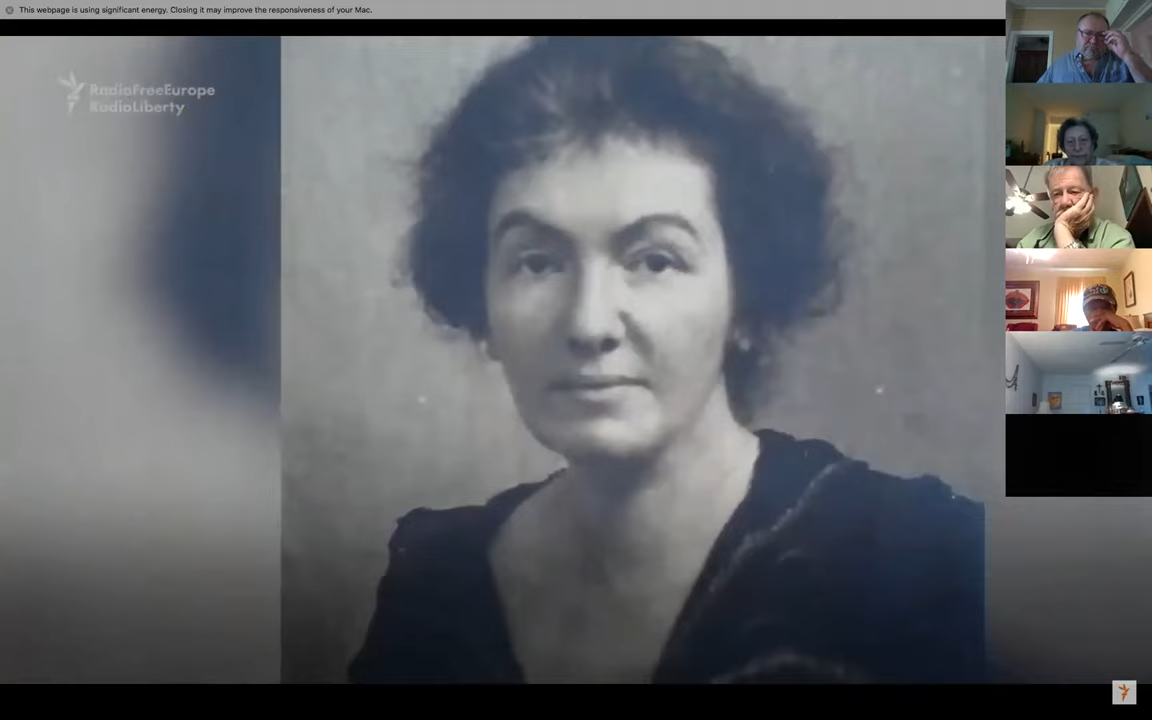 This webpage is using significant energy. Closing it may improve the responsiveness of your Mac.
RadioFreeEurope
RadioLiberty